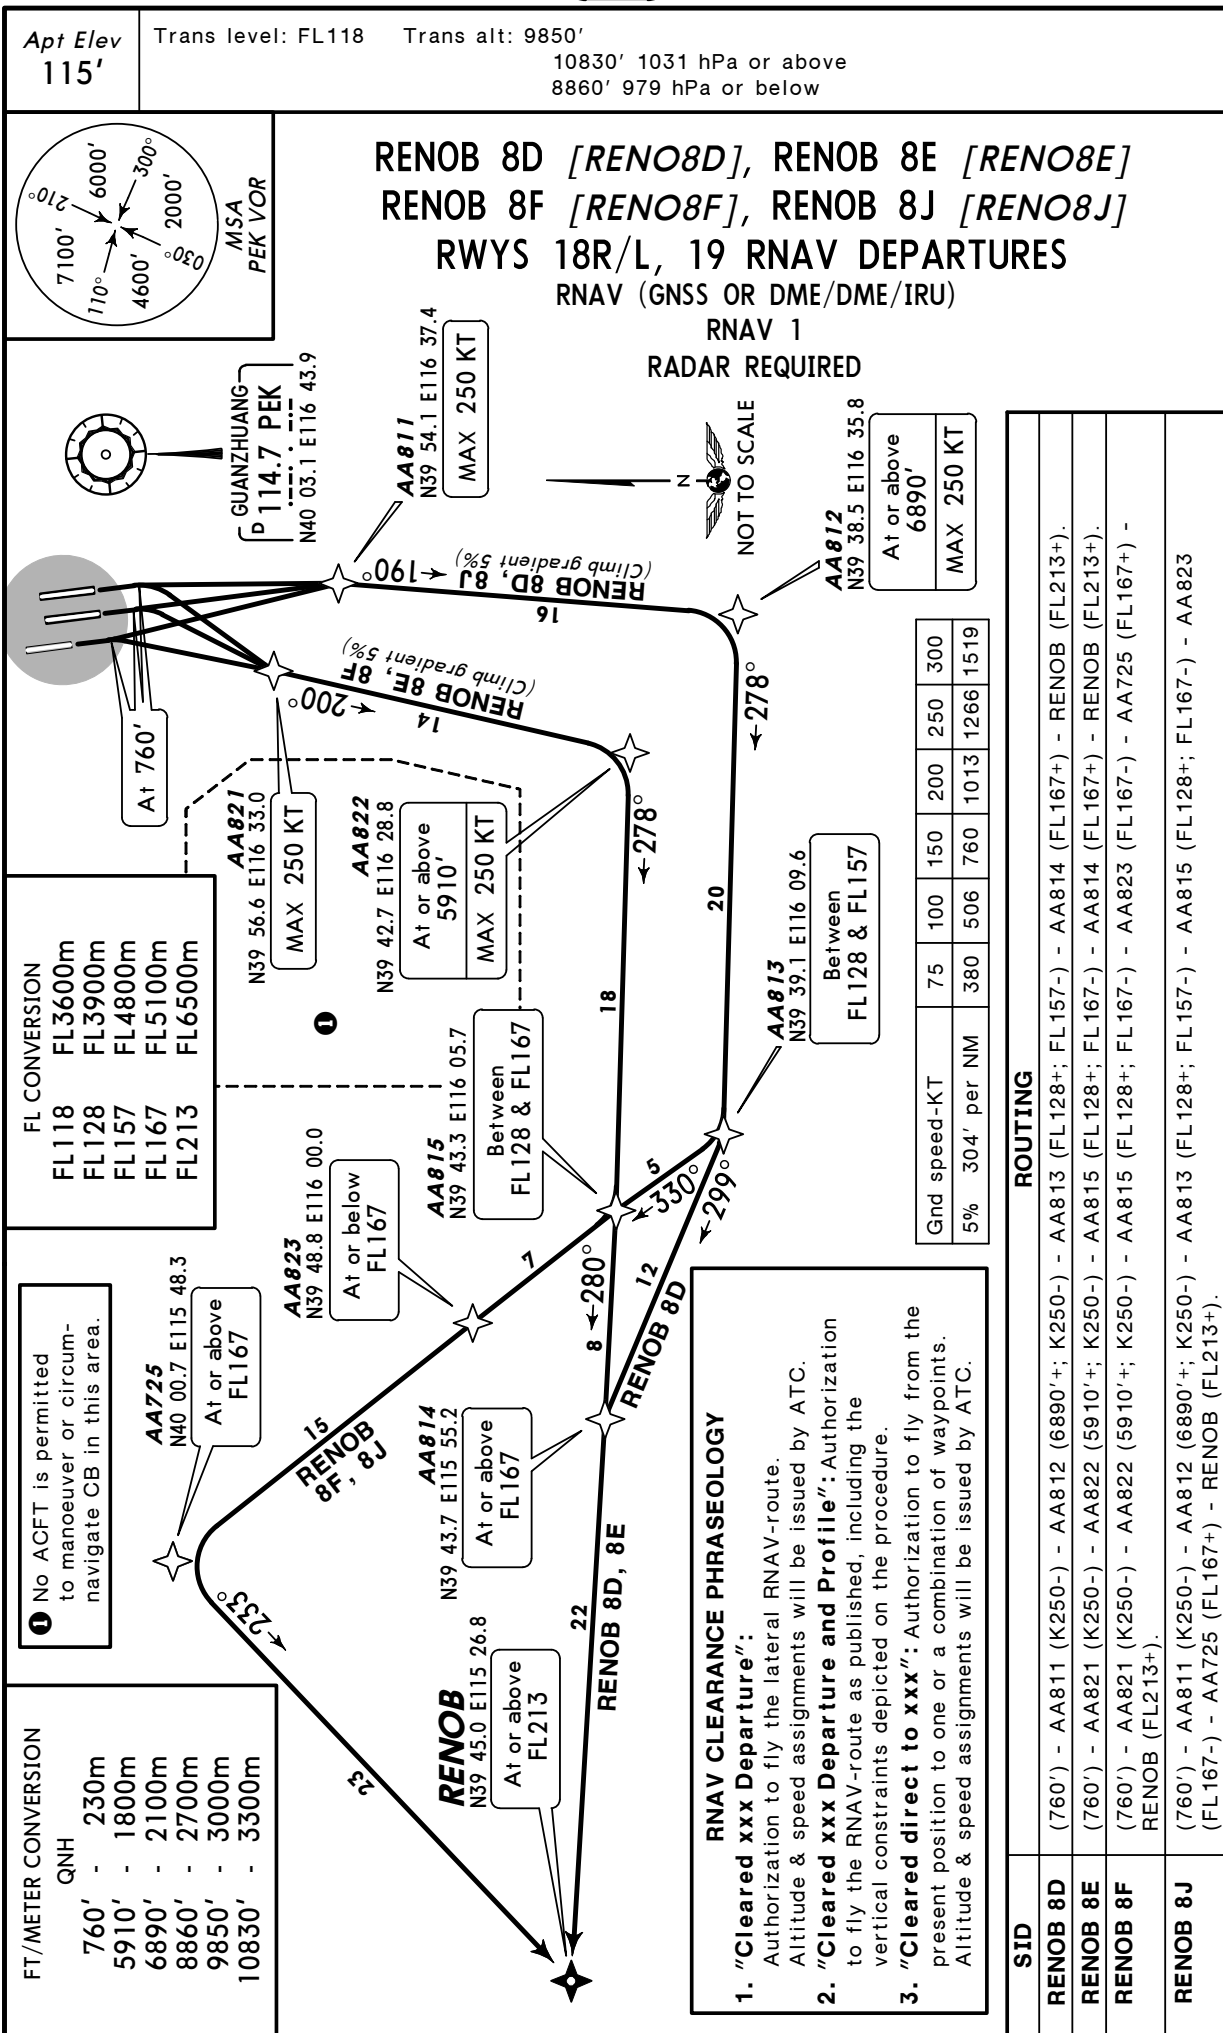 Apt Elev
115'
Trans level: FL118 Trans alt: 9850'
10830' 1031 hPa or above
8860' 979 hPa or below
RENOB 8D [RENO8D], RENOB 8E [RENO8E]
RENOB 8F [RENO8F], RENOB 8J [RENO8J]
RWYS 18R/L, 19 RNAV DEPARTURES
RNAV (GNSS OR DME/DME/IRU)
RNAV 1
RADAR REQUIRED
210°
6000'
300°
7100'
2000'
110°
4600'
030°
MSA
PEK VOR
GUANZHUANG
D 114.7 PEK
N40 03.1 E116 43.9
AA811
N39 54.1 E116 37.4
MAX 250 KT
N
NOT TO SCALE
AA812
N39 38.5 E116 35.8
At or above
6890'
MAX 250 KT
190°
RENOB 8D, 8J
(Climb gradient 5%)
16
200°
RENOB 8E, 8F
(Climb gradient 5%)
14
278°
278°
At 760'
AA821
N39 56.6 E116 33.0
MAX 250 KT
AA822
N39 42.7 E116 28.8
At or above
5910'
MAX 250 KT
20
18
AA813
N39 39.1 E116 09.6
Between
FL128 & FL157
FL CONVERSION
FL118 FL3600m
FL128 FL3900m
FL157 FL4800m
FL167 FL5100m
FL213 FL6500m
1
AA815
N39 43.3 E116 05.7
Between
FL128 & FL167
AA823
N39 48.8 E116 00.0
At or below
FL167
5
330°
299°
7
280°
8
12
RENOB 8D
AA725
N40 00.7 E115 48.3
At or above
FL167
15
RENOB
8F, 8J
AA814
N39 43.7 E115 55.2
At or above
FL167
233°
22
RENOB 8D, 8E
23
RENOB
N39 45.0 E115 26.8
At or above
FL213
1 No ACFT is permitted
to manoeuver or circum-
navigate CB in this area.
FT/METER CONVERSION
QNH
760' - 230m
5910' - 1800m
6890' - 2100m
8860' - 2700m
9850' - 3000m
10830' - 3300m
Gnd speed-KT 75 100 150 200 250 300
5% 304' per NM 380 506 760 1013 1266 1519
RNAV CLEARANCE PHRASEOLOGY
1. "Cleared xxx Departure":
Authorization to fly the lateral RNAV-route.
Altitude & speed assignments will be issued by ATC.
2. "Cleared xxx Departure and Profile": Authorization
to fly the RNAV-route as published, including the
vertical constraints depicted on the procedure.
3. "Cleared direct to xxx": Authorization to fly from the
present position to one or a combination of waypoints.
Altitude & speed assignments will be issued by ATC.
SID ROUTING
RENOB 8D (760') - AA811 (K250-) - AA812 (6890'+; K250-) - AA813 (FL128+; FL157-) - AA814 (FL167+) - RENOB (FL213+).
RENOB 8E (760') - AA821 (K250-) - AA822 (5910'+; K250-) - AA815 (FL128+; FL167-) - AA814 (FL167+) - RENOB (FL213+).
RENOB 8F (760') - AA821 (K250-) - AA822 (5910'+; K250-) - AA815 (FL128+; FL167-) - AA823 (FL167-) - AA725 (FL167+) -
RENOB (FL213+).
RENOB 8J (760') - AA811 (K250-) - AA812 (6890'+; K250-) - AA813 (FL128+; FL157-) - AA815 (FL128+; FL167-) - AA823
(FL167-) - AA725 (FL167+) - RENOB (FL213+).